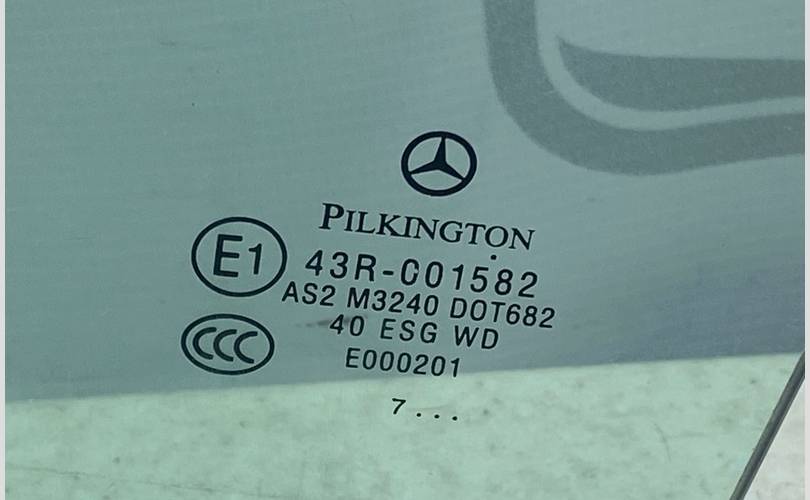 PILKINGTON
E1
43R-001582
AS2 M3240 DOT682
40 ESG WD
CCC
E000201
7 . . .